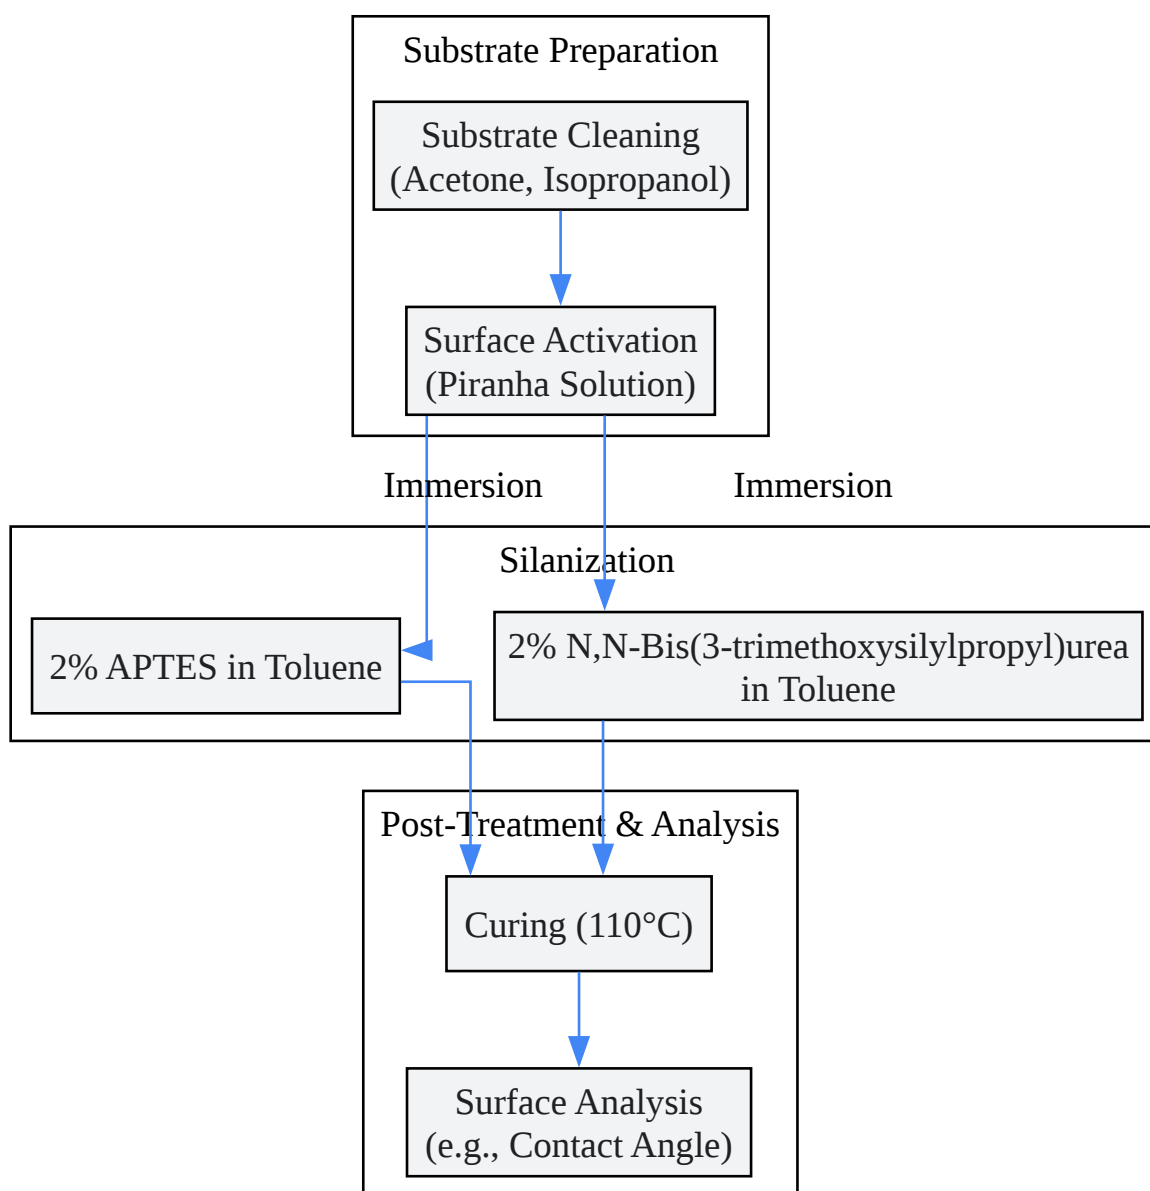 Substrate Preparation
Substrate Cleaning
(Acetone, Isopropanol)
Surface Activation
(Piranha Solution)
Immersion
Immersion
Silanization
2% APTES in Toluene
2% N,N-Bis(3-trimethoxysilylpropyl)urea
in Toluene
Post-Treatment & Analysis
Curing (110°C)
Surface Analysis
(e.g., Contact Angle)